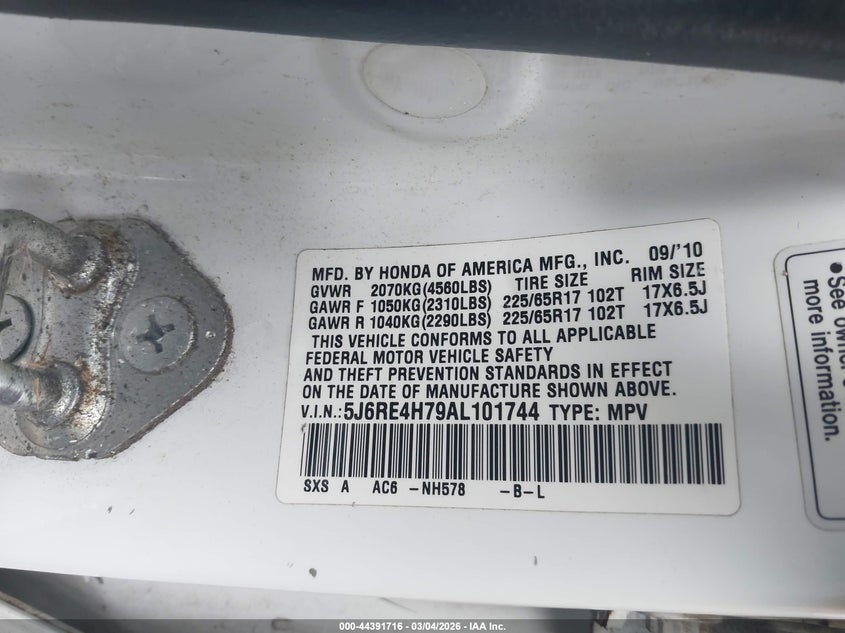 MFD. BY HONDA OF AMERICA MFG., INC. 09/'10
GVWR 2070KG(4560LBS) TIRE SIZE RIM SIZE
GAWR F 1050KG(2310LBS) 225/65R17 102T 17X6.5J
GAWR R 1040KG(2290LBS) 225/65R17 102T 17X6.5J
THIS VEHICLE CONFORMS TO ALL APPLICABLE
FEDERAL MOTOR VEHICLE SAFETY
AND THEFT PREVENTION STANDARDS IN EFFECT
ON THE DATE OF MANUFACTURE SHOWN ABOVE.
V.I.N.: 5J6RE4H79AL101744 TYPE: MPV
SXS A AC6 -NH578 -B-L
•See owner's
more information.
000-44391716 | 03/04/2026 - IAA Inc.